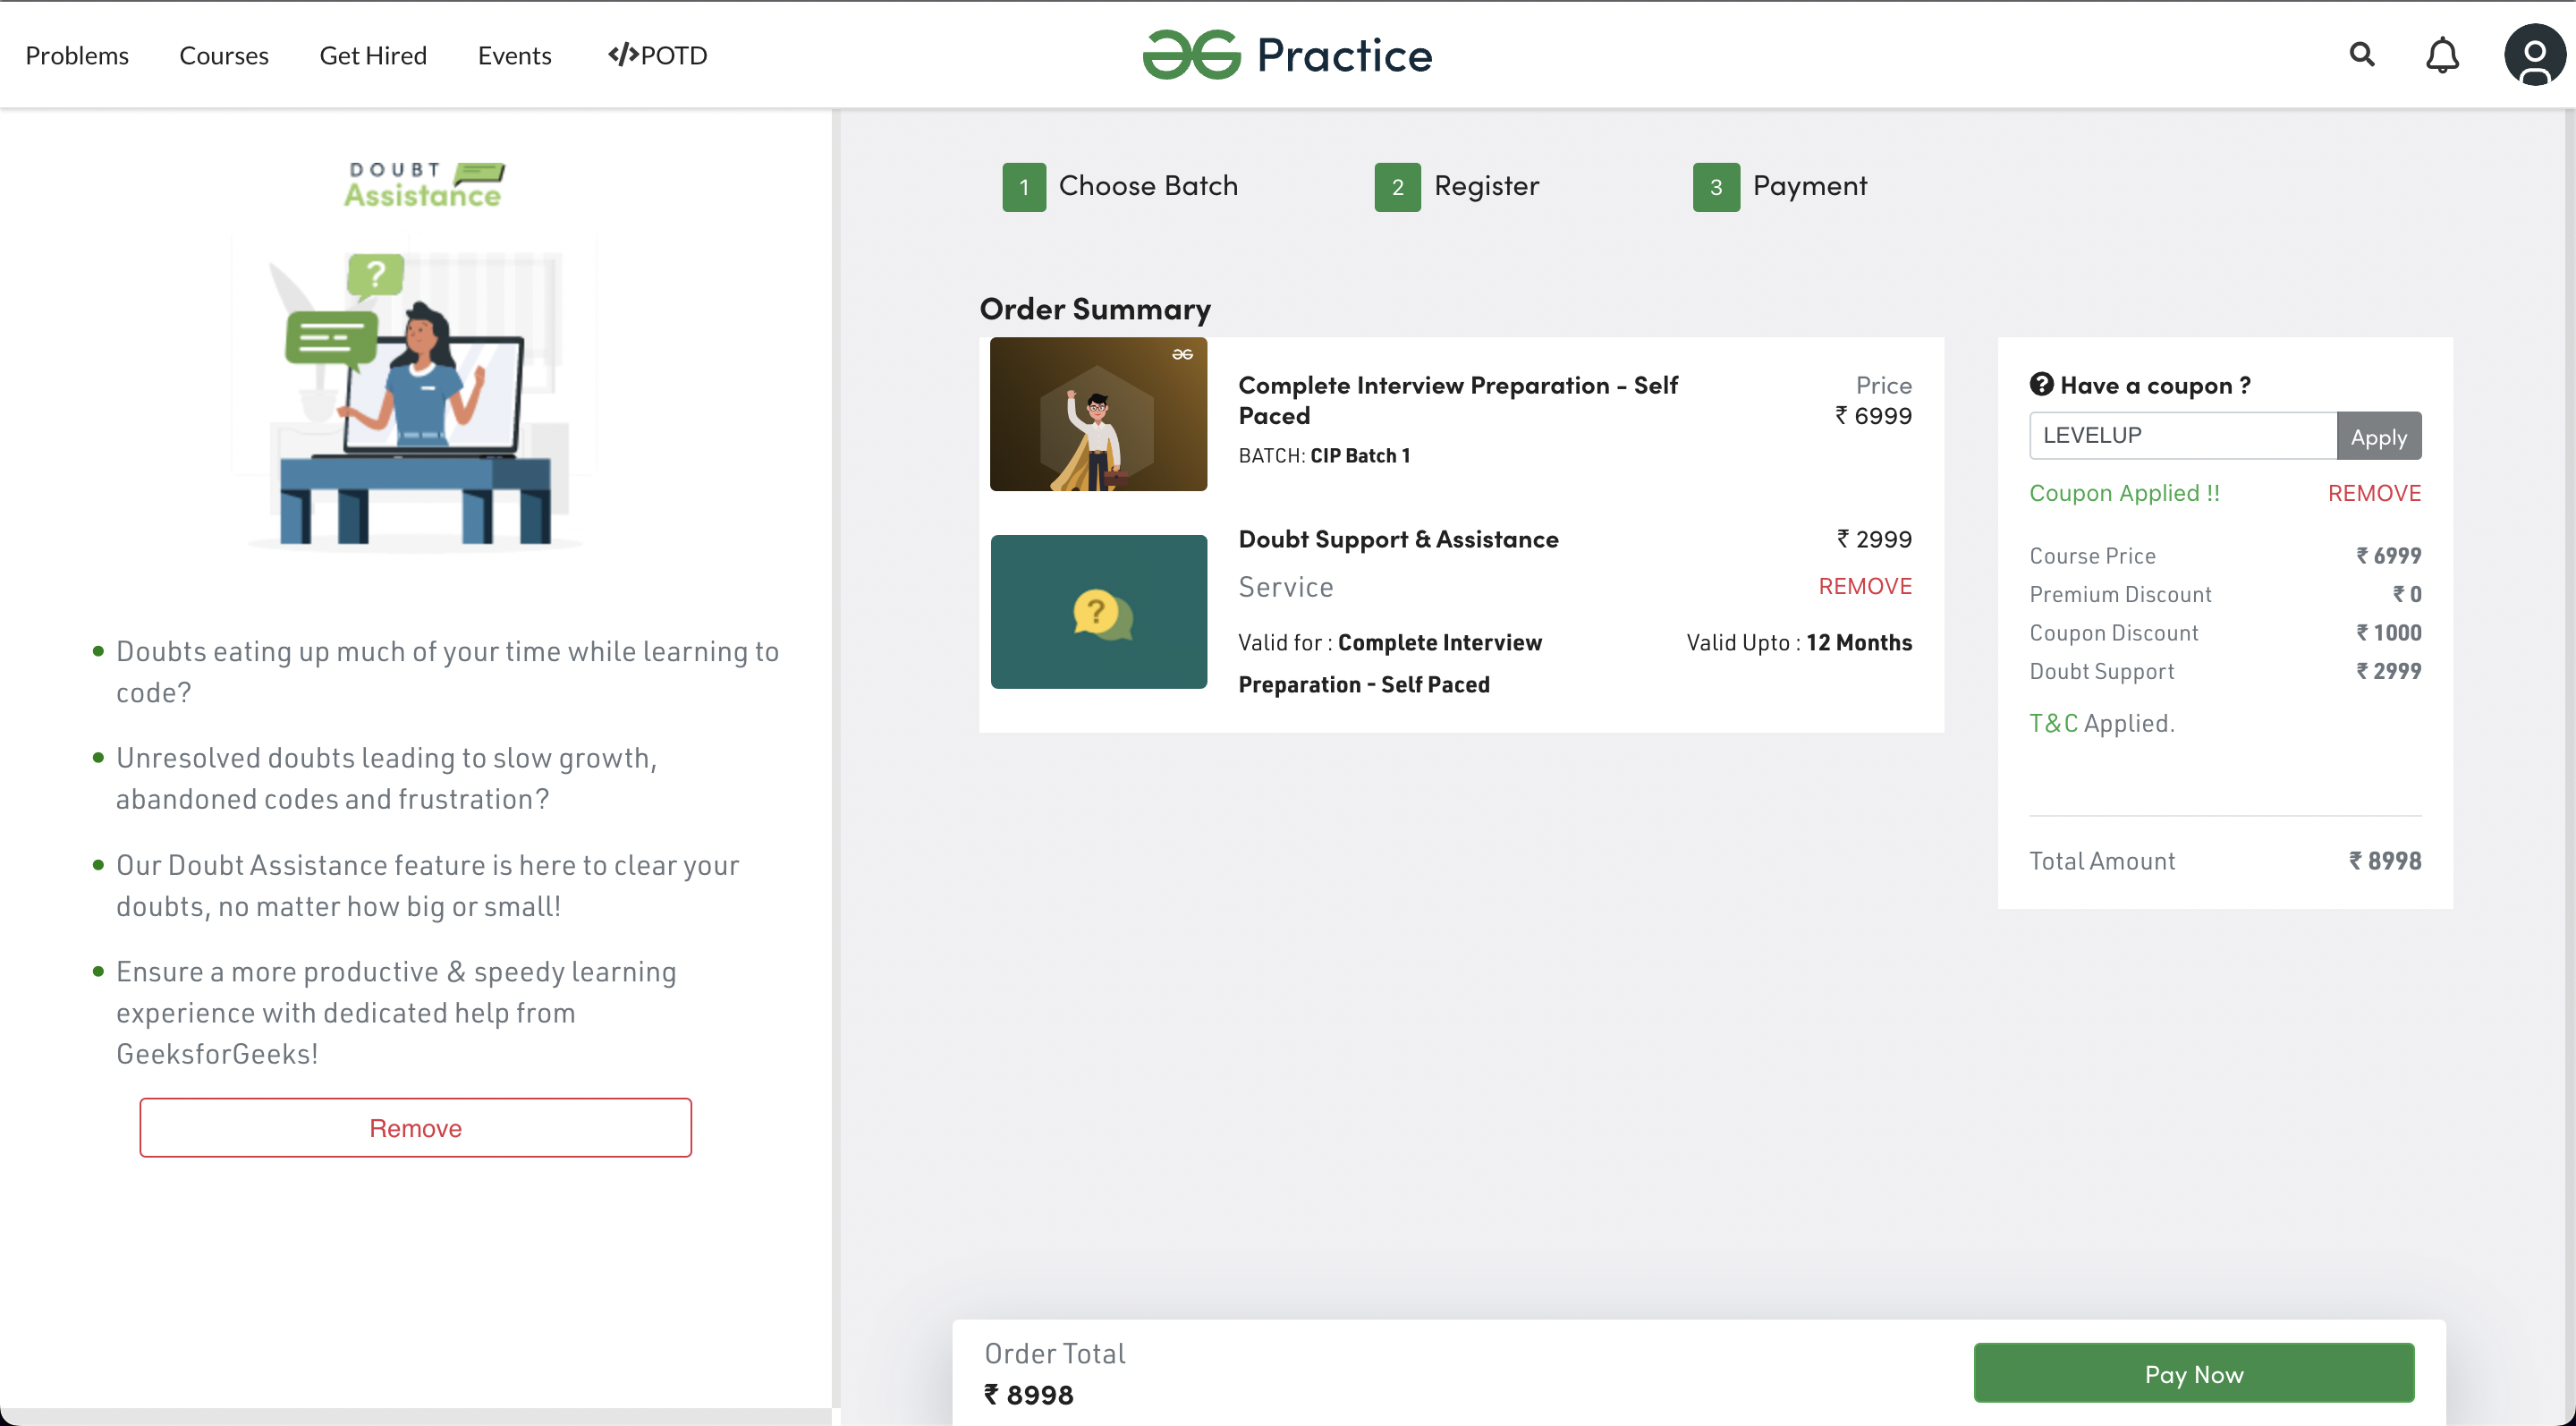 Problems
Courses
Get Hired
Events
</>POTD
Practice
DOUBT
Assistance
?
Doubts eating up much of your time while learning to
code?
Unresolved doubts leading to slow growth,
abandoned codes and frustration?
Our Doubt Assistance feature is here to clear your
doubts, no matter how big or small!
Ensure a more productive & speedy learning
experience with dedicated help from
GeeksforGeeks!
Remove
1 Choose Batch
2 Register
3 Payment
Order Summary
Complete Interview Preparation - Self
Paced
BATCH: CIP Batch 1
Price
₹ 6999
?
Doubt Support & Assistance
₹ 2999
Service
REMOVE
Valid for : Complete Interview
Preparation - Self Paced
Valid Upto : 12 Months
? Have a coupon ?
LEVELUP
Apply
Coupon Applied !!
REMOVE
Course Price ₹ 6999
Premium Discount ₹ 0
Coupon Discount ₹ 1000
Doubt Support ₹ 2999
T&C Applied.
Total Amount ₹ 8998
Order Total
₹ 8998
Pay Now